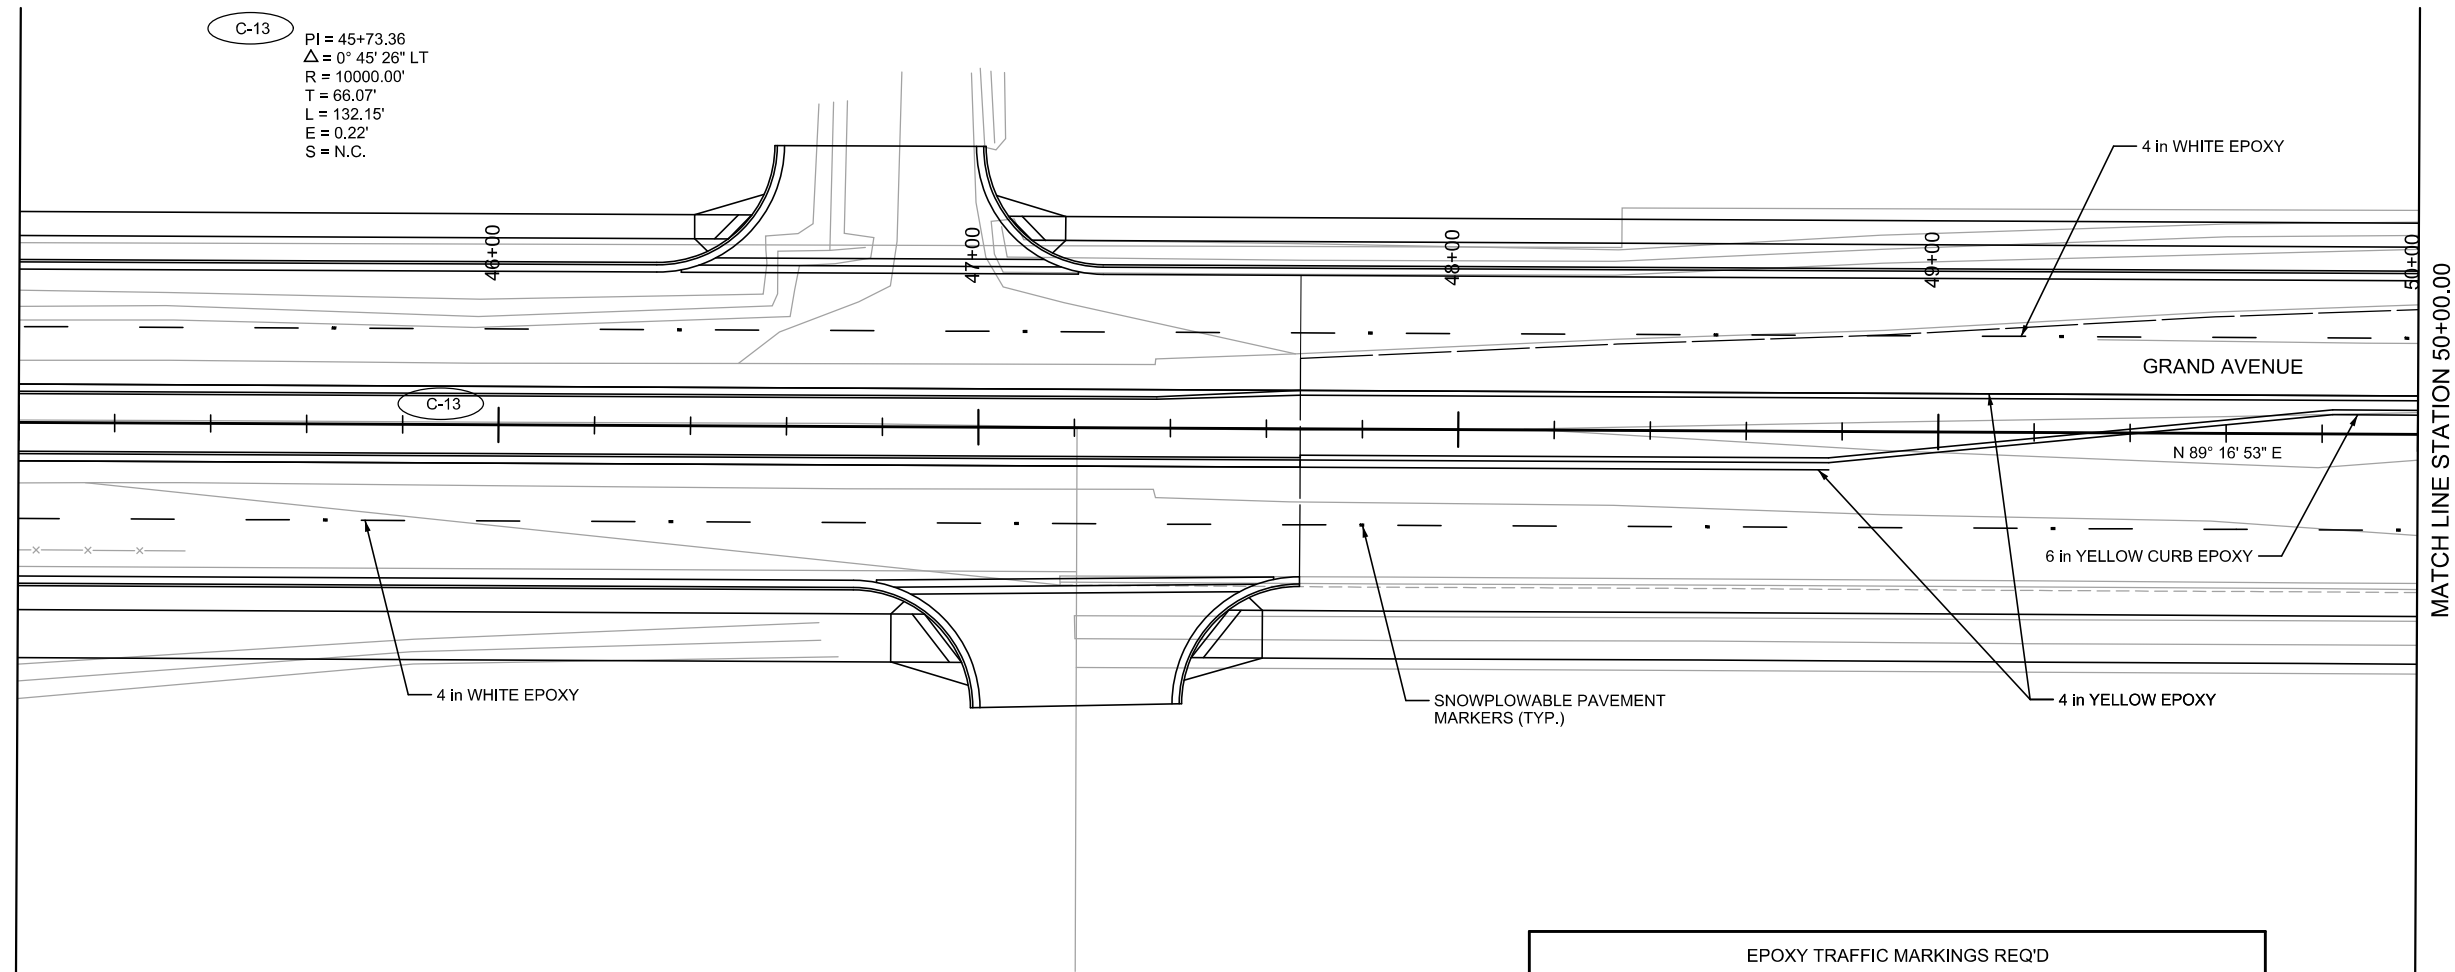 C-13
PI = 45+73.36
Δ = 0° 45' 26" LT
R = 10000.00'
T = 66.07'
L = 132.15'
E = 0.22'
S = N.C.
4 in WHITE EPOXY
46+00
47+00
48+00
49+00
50+00
MATCH LINE STATION 50+00.00
GRAND AVENUE
C-13
N 89° 16' 53" E
6 in YELLOW CURB EPOXY
4 in WHITE EPOXY
SNOWPLOWABLE PAVEMENT
MARKERS (TYP.)
4 in YELLOW EPOXY
EPOXY TRAFFIC MARKINGS REQ'D